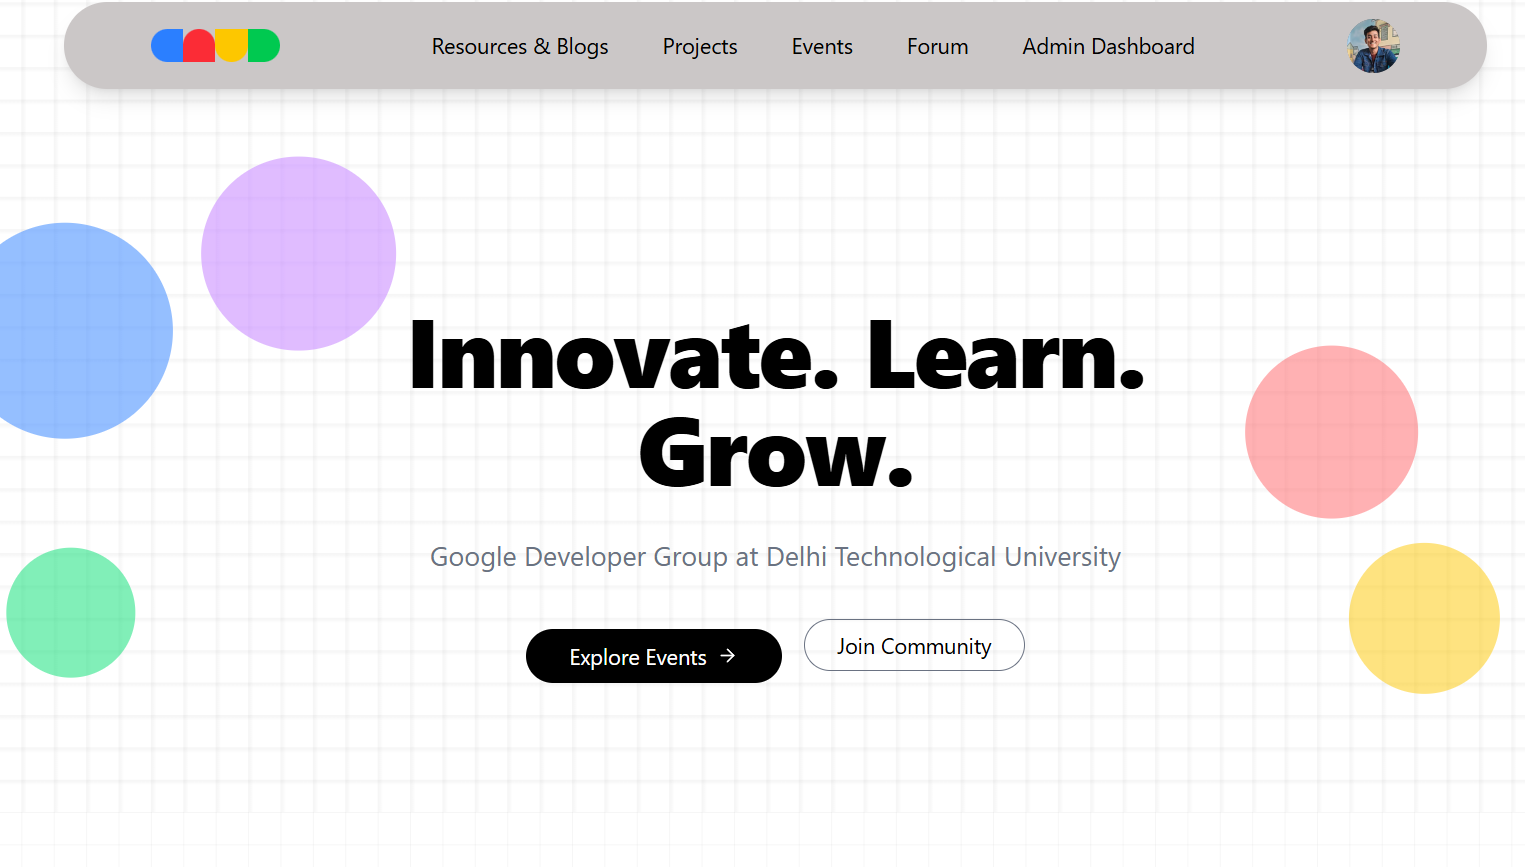 Resources & Blogs Projects Events Forum Admin Dashboard
Innovate. Learn.
Grow.
Google Developer Group at Delhi Technological University
Explore Events → Join Community